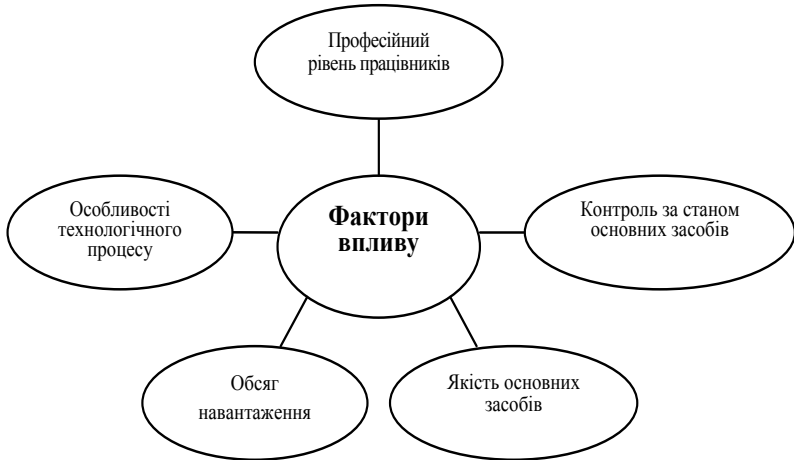 Професійний
рівень працівників
Особливості
технологічного
процесу
Фактори
впливу
Контроль за станом
основних засобів
Обсяг
навантаження
Якість основних
засобів